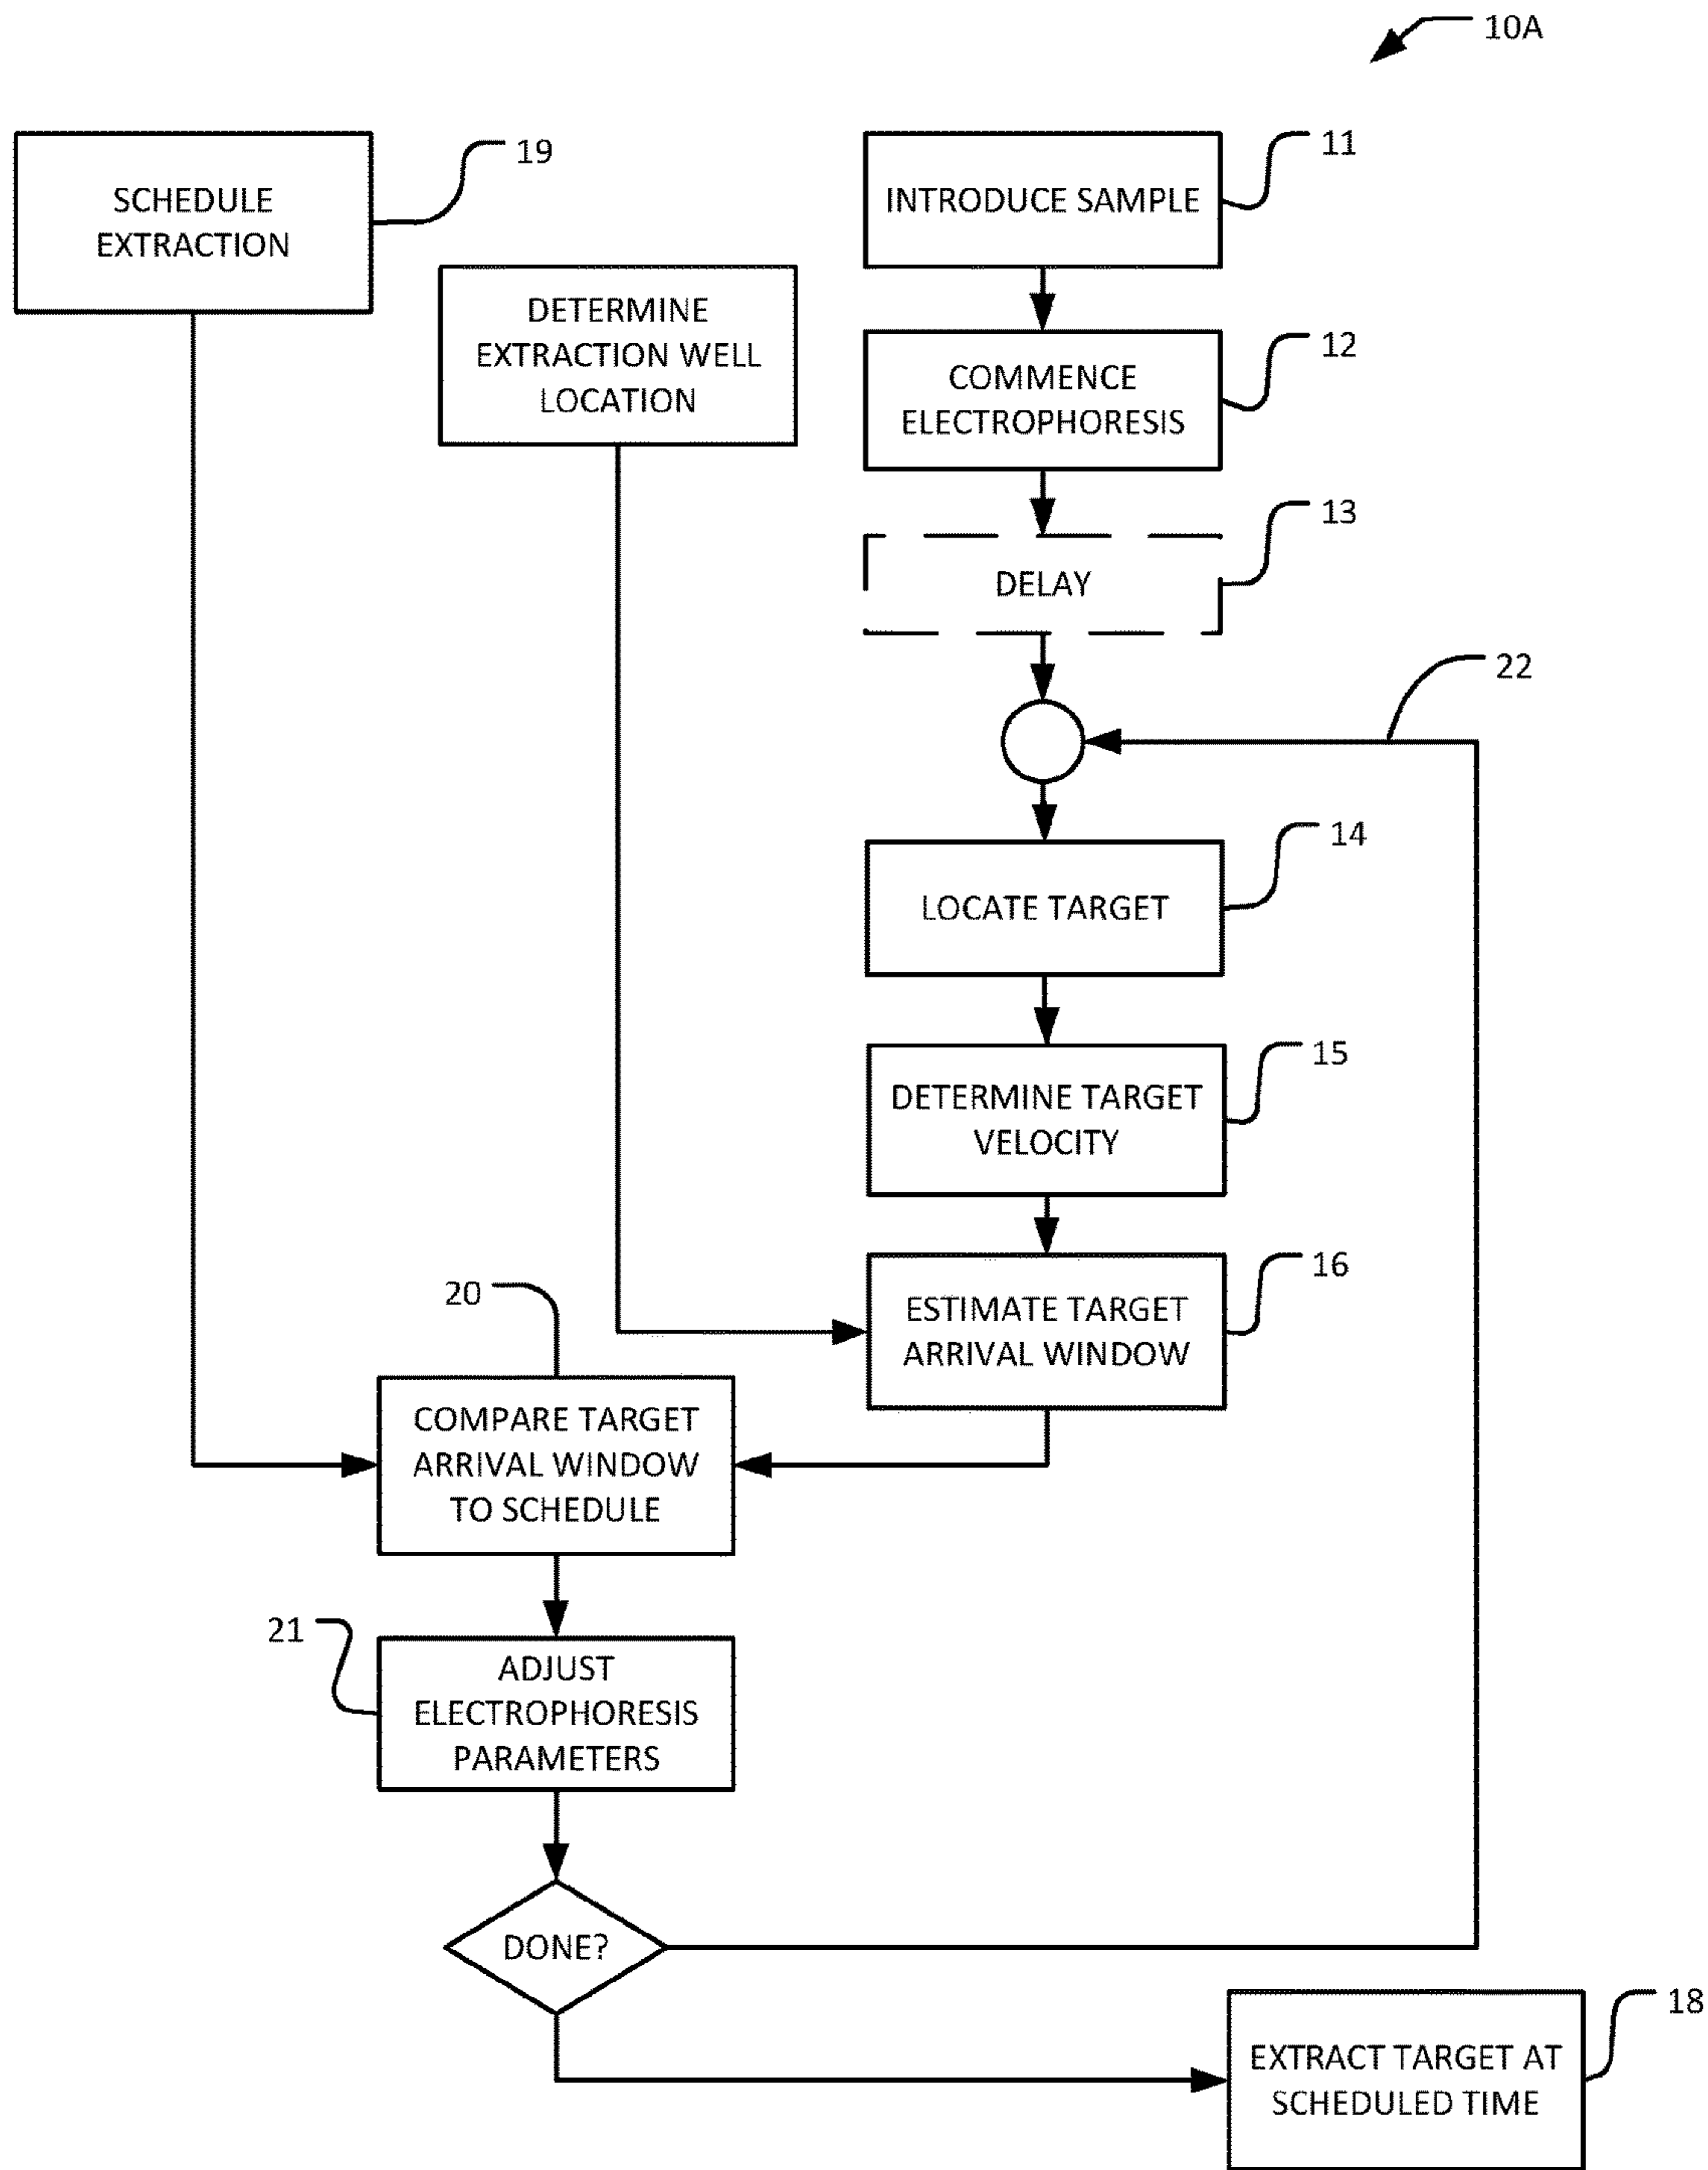 10A
SCHEDULE
EXTRACTION
19
INTRODUCE SAMPLE
11
DETERMINE
EXTRACTION WELL
LOCATION
COMMENCE
ELECTROPHORESIS
12
DELAY
13
22
LOCATE TARGET
14
DETERMINE TARGET
VELOCITY
15
ESTIMATE TARGET
ARRIVAL WINDOW
16
20
COMPARE TARGET
ARRIVAL WINDOW
TO SCHEDULE
21
ADJUST
ELECTROPHORESIS
PARAMETERS
DONE?
EXTRACT TARGET AT
SCHEDULED TIME
18